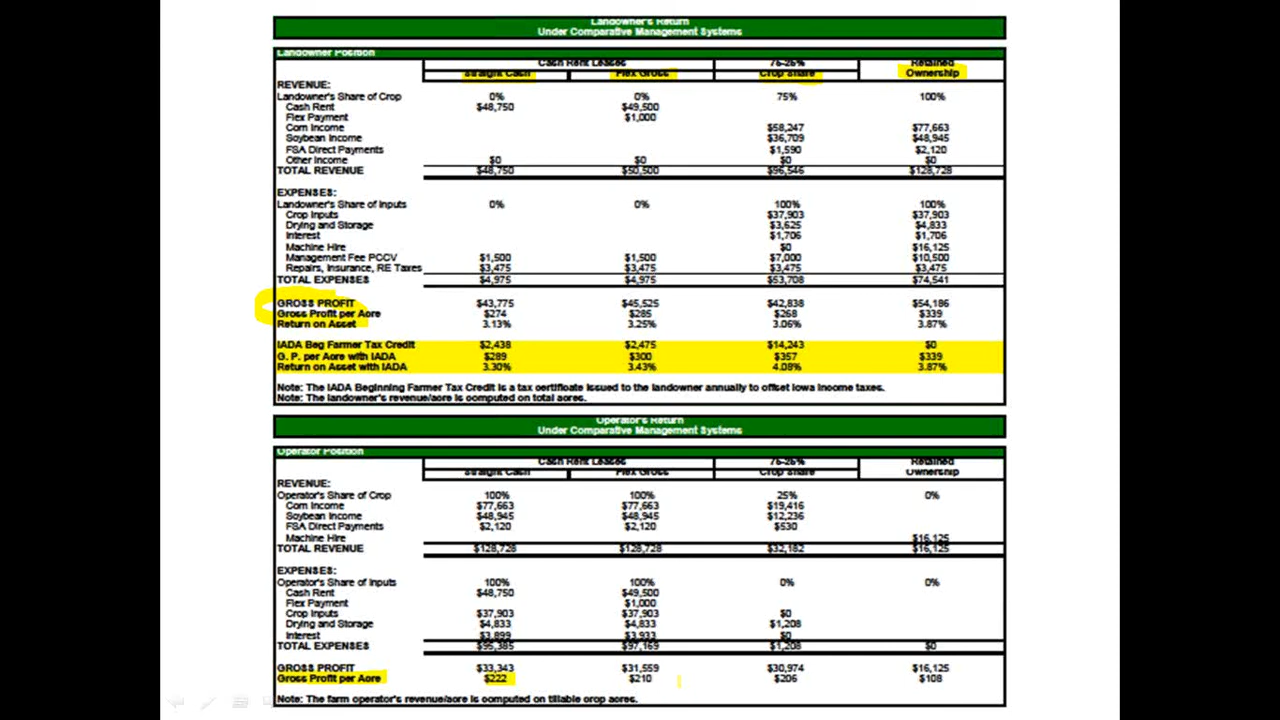 Landowner's Return
Under Comparative Management Systems
Landowner Position
Cash Rent Leases 75-25% Retained
Straight Cash Flex Gross Crop Share Ownership
REVENUE:
Landowner's Share of Crop 0% 0% 75% 100%
Cash Rent $48,750 $49,500
Flex Payment $1,000
Corn Income $58,247 $77,663
Soybean Income $36,709 $48,945
FSA Direct Payments $1,590 $2,120
Other Income $0 $0 $0 $0
TOTAL REVENUE $48,750 $50,500 $96,546 $128,728
EXPENSES:
Landowner's Share of Inputs 0% 0% 100% 100%
Crop Inputs $37,903 $37,903
Drying and Storage $3,625 $4,833
Interest $1,706 $1,706
Machine Hire $0 $16,125
Management Fee PCCV $1,500 $1,500 $7,000 $10,500
Repairs, Insurance, RE Taxes $3,475 $3,475 $3,475 $3,475
TOTAL EXPENSES $4,975 $4,975 $53,708 $74,541
GROSS PROFIT $43,775 $45,525 $42,838 $54,186
Gross Profit per Acre $274 $285 $268 $339
Return on Asset 3.13% 3.25% 3.06% 3.87%
IADA Beg Farmer Tax Credit $2,438 $2,475 $14,243 $0
G. P. per Acre with IADA $289 $300 $357 $339
Return on Asset with IADA 3.30% 3.43% 4.08% 3.87%
Note: The IADA Beginning Farmer Tax Credit is a tax certificate issued to the landowner annually to offset Iowa income taxes.
Note: The landowner's revenue/acre is computed on total acres.
Operator's Return
Under Comparative Management Systems
Operator Position
Cash Rent Leases 75-25% Retained
Straight Cash Flex Gross Crop Share Ownership
REVENUE:
Operator's Share of Crop 100% 100% 25% 0%
Corn Income $77,663 $77,663 $19,416
Soybean Income $48,945 $48,945 $12,236
FSA Direct Payments $2,120 $2,120 $530
Machine Hire $16,125
TOTAL REVENUE $128,728 $128,728 $32,182 $16,125
EXPENSES:
Operator's Share of Inputs 100% 100% 0% 0%
Cash Rent $48,750 $49,500
Flex Payment $1,000
Crop Inputs $37,903 $37,903 $0
Drying and Storage $4,833 $4,833 $1,208
Interest $3,899 $3,933 $0
TOTAL EXPENSES $95,385 $97,169 $1,208 $0
GROSS PROFIT $33,343 $31,559 $30,974 $16,125
Gross Profit per Acre $222 $210 $206 $108
Note: The farm operator's revenue/acre is computed on tillable crop acres.